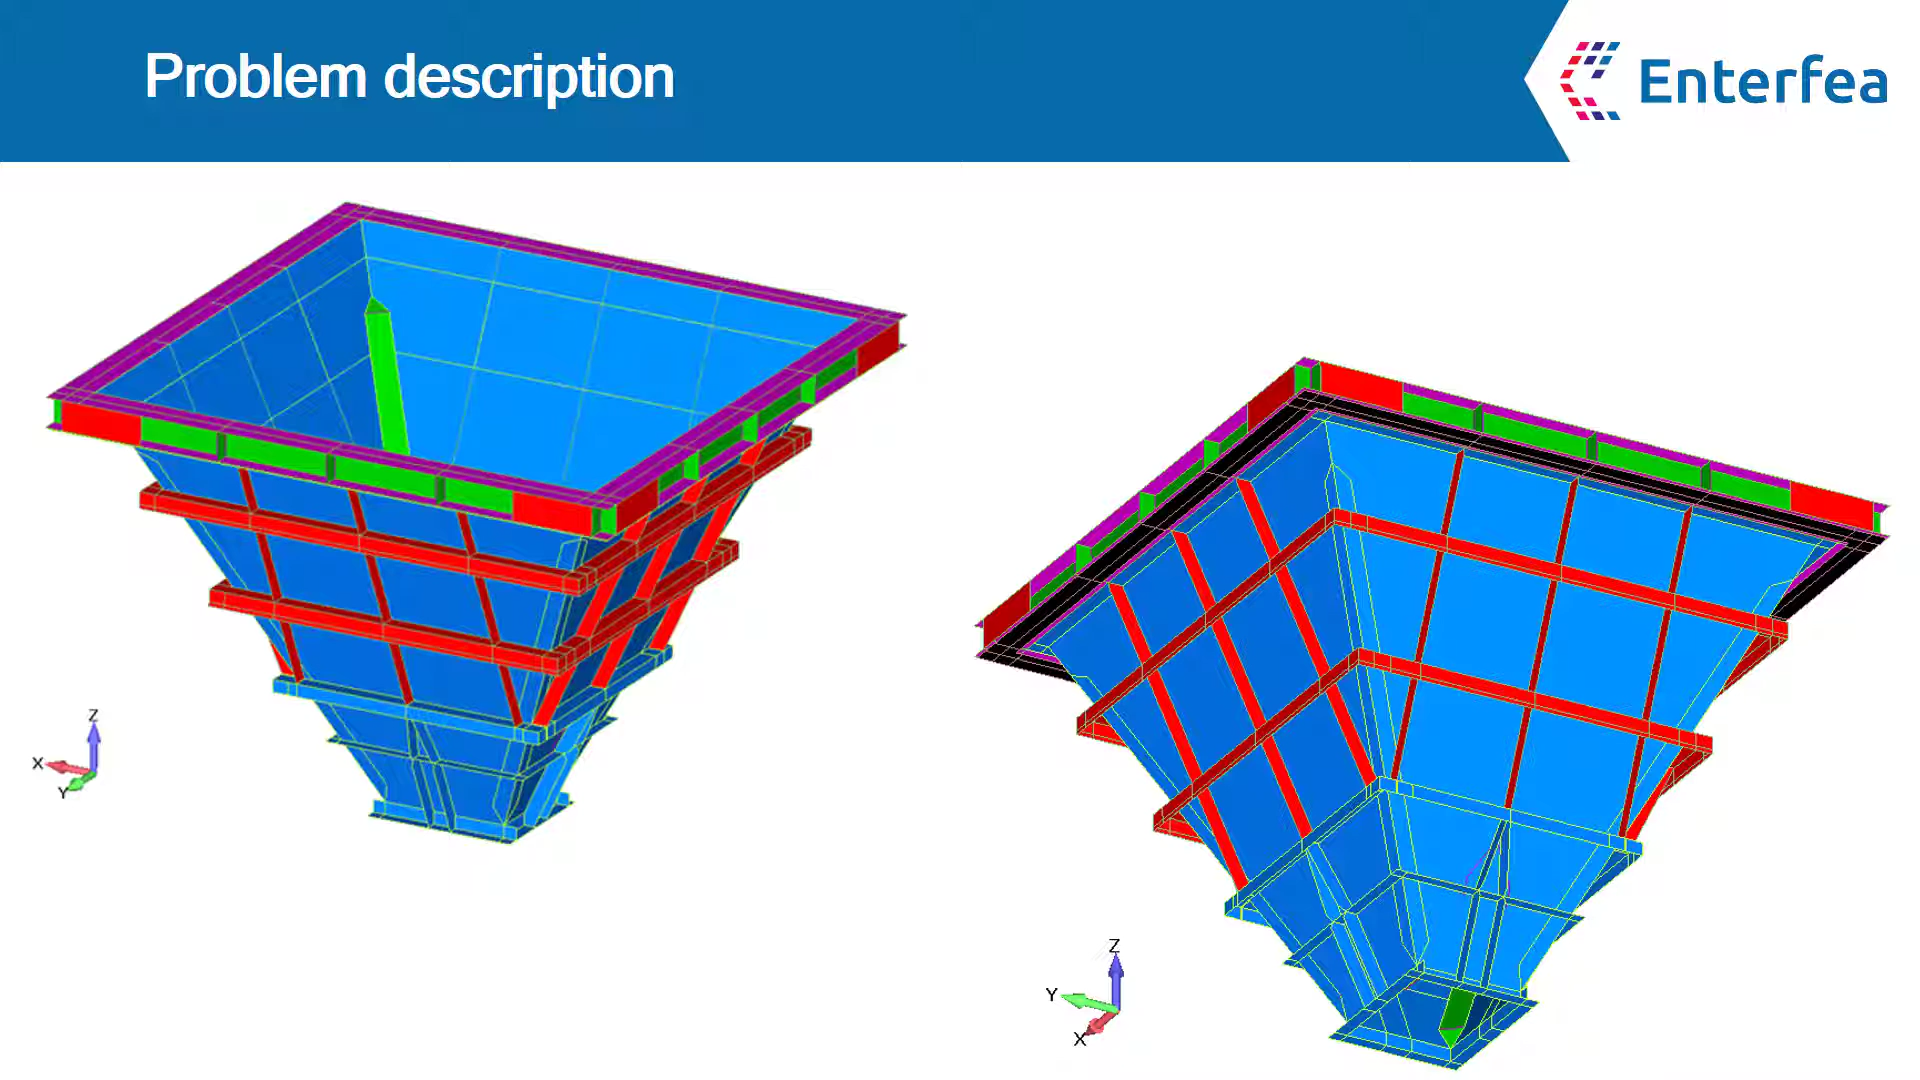 Problem description
Enterfea
Z
X
Y
Z
Y
X